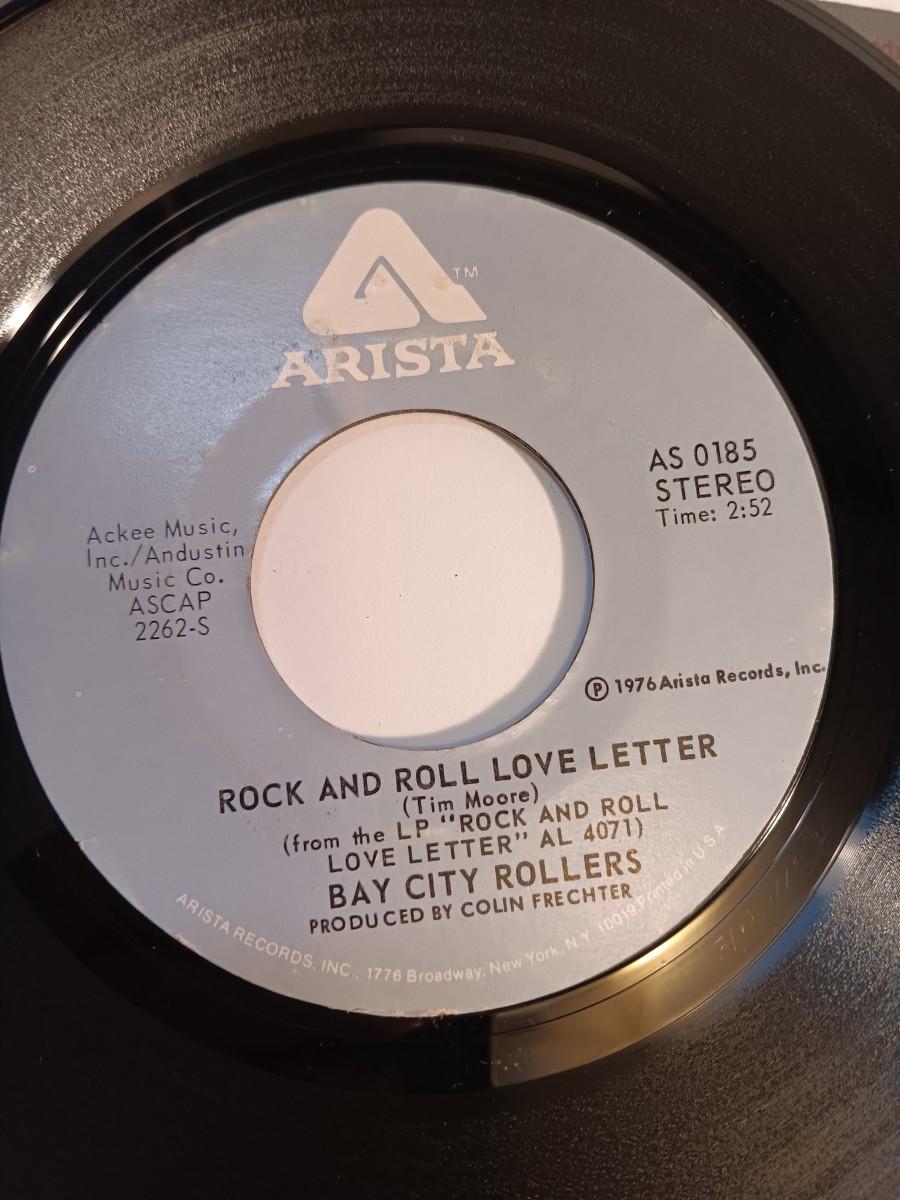 TM
ARISTA
AS 0185
STEREO
Time: 2:52
Ackee Music,
Inc./Andustin
Music Co.
ASCAP
2262-S
Ⓟ 1976 Arista Records, Inc.
ROCK AND ROLL LOVE LETTER
(Tim Moore)
(from the LP "ROCK AND ROLL
LOVE LETTER" AL 4071)
BAY CITY ROLLERS
PRODUCED BY COLIN FRECHTER
ARISTA RECORDS, INC., 1776 Broadway, New York, N.Y. 10019 Printed in U S A